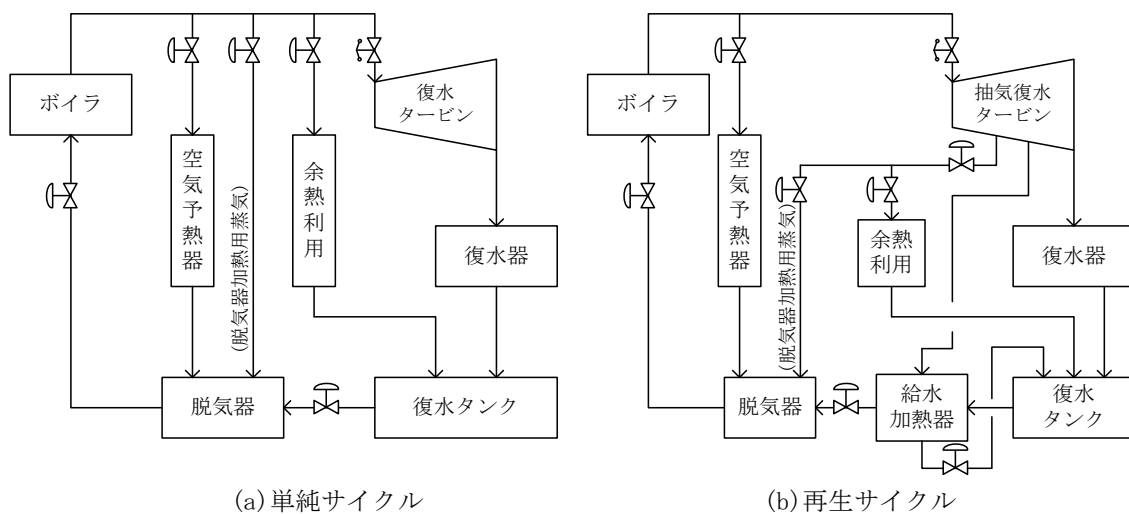 ボイラ
空気予熱器
(脱気器加熱用蒸気)
余熱利用
復水
タービン
復水器
脱気器
復水タンク
(a)単純サイクル
ボイラ
空気予熱器
(脱気器加熱用蒸気)
抽気復水
タービン
余熱
利用
復水器
脱気器
給水
加熱器
復水
タンク
(b)再生サイクル